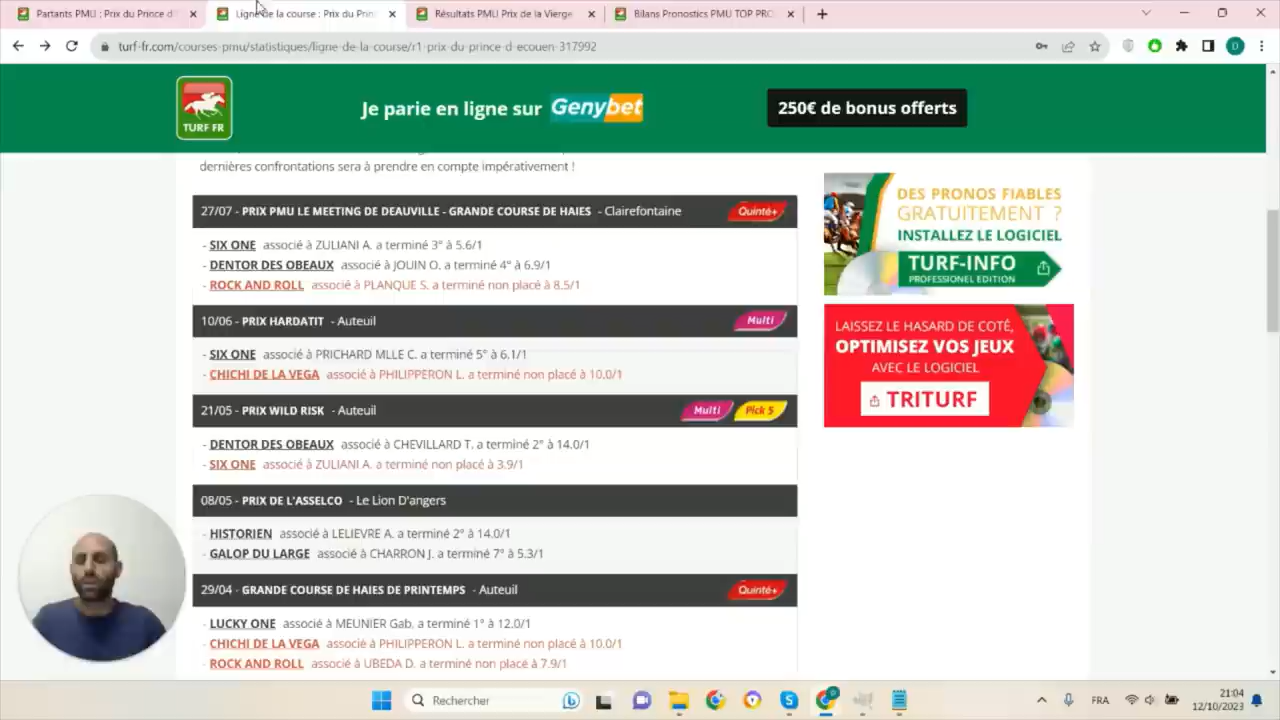 Partants PMU : Prix du Prince d'
Ligne de la course : Prix du Prin
Résultats PMU Prix de la Vierge
Bilans Pronostics PMU TOP PRO
turf-fr.com/courses-pmu/statistiques/ligne-de-la-course/r1-prix-du-prince-d-ecouen-317992
D
TURF FR
Je parie en ligne sur Genybet
250€ de bonus offerts
dernières confrontations sera à prendre en compte impérativement !
27/07 - PRIX PMU LE MEETING DE DEAUVILLE - GRANDE COURSE DE HAIES - Clairefontaine Quinté+
- SIX ONE associé à ZULIANI A. a terminé 3° à 5.6/1
- DENTOR DES OBEAUX associé à JOUIN O. a terminé 4° à 6.9/1
- ROCK AND ROLL associé à PLANQUE S. a terminé non placé à 8.5/1
10/06 - PRIX HARDATIT - Auteuil Multi
- SIX ONE associé à PRICHARD MLLE C. a terminé 5° à 6.1/1
- CHICHI DE LA VEGA associé à PHILIPPERON L. a terminé non placé à 10.0/1
21/05 - PRIX WILD RISK - Auteuil Multi Pick 5
- DENTOR DES OBEAUX associé à CHEVILLARD T. a terminé 2° à 14.0/1
- SIX ONE associé à ZULIANI A. a terminé non placé à 3.9/1
08/05 - PRIX DE L'ASSELCO - Le Lion D'angers
- HISTORIEN associé à LELIEVRE A. a terminé 2° à 14.0/1
- GALOP DU LARGE associé à CHARRON J. a terminé 7° à 5.3/1
29/04 - GRANDE COURSE DE HAIES DE PRINTEMPS - Auteuil Quinté+
- LUCKY ONE associé à MEUNIER Gab. a terminé 1° à 12.0/1
- CHICHI DE LA VEGA associé à PHILIPPERON L. a terminé non placé à 10.0/1
- ROCK AND ROLL associé à UBEDA D. a terminé non placé à 7.9/1
DES PRONOS FIABLES
GRATUITEMENT ?
INSTALLEZ LE LOGICIEL
TURF-INFO
PROFESSIONEL EDITION
LAISSEZ LE HASARD DE COTÉ,
OPTIMISEZ VOS JEUX
AVEC LE LOGICIEL
TRITURF
Rechercher
FRA
21:04
12/10/2023